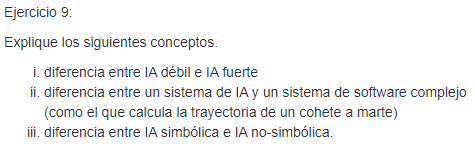 Ejercicio 9:
Explique los siguientes conceptos.
i. diferencia entre IA débil e IA fuerte
ii. diferencia entre un sistema de IA y un sistema de software complejo
(como el que calcula la trayectoria de un cohete a marte)
iii. diferencia entre IA simbólica e IA no-simbólica.